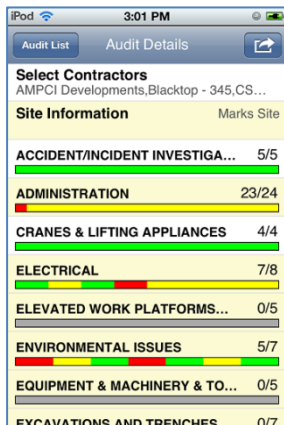 iPod 3:01 PM
Audit List Audit Details
Select Contractors
AMPCI Developments,Blacktop - 345,CS...
Site Information Marks Site
ACCIDENT/INCIDENT INVESTIGA... 5/5
ADMINISTRATION 23/24
CRANES & LIFTING APPLIANCES 4/4
ELECTRICAL 7/8
ELEVATED WORK PLATFORMS... 0/5
ENVIRONMENTAL ISSUES 5/7
EQUIPMENT & MACHINERY & TO... 0/5
EXCAVATIONS AND TRENCHES 0/7